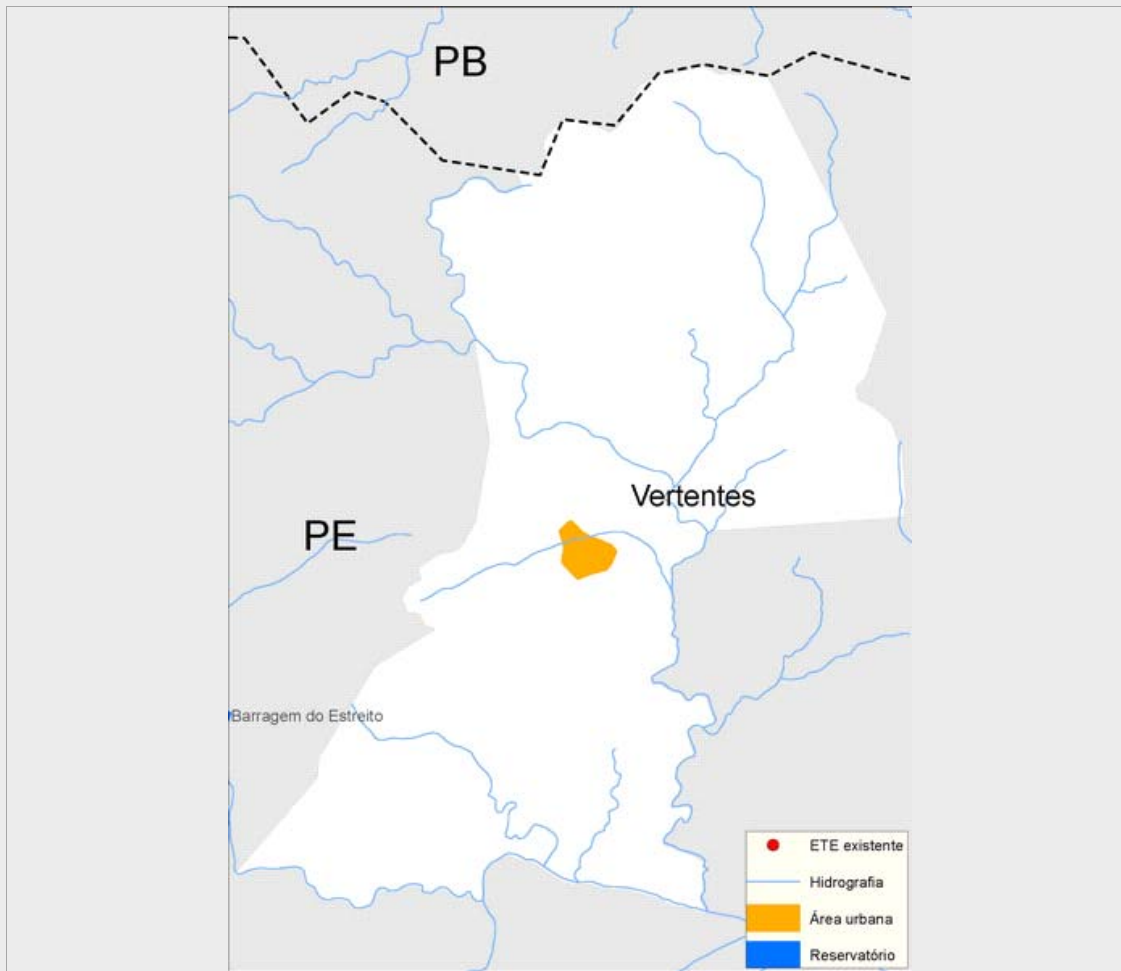 PB
Vertentes
PE
Barragem do Estreito
ETE existente
Hidrografia
Área urbana
Reservatório